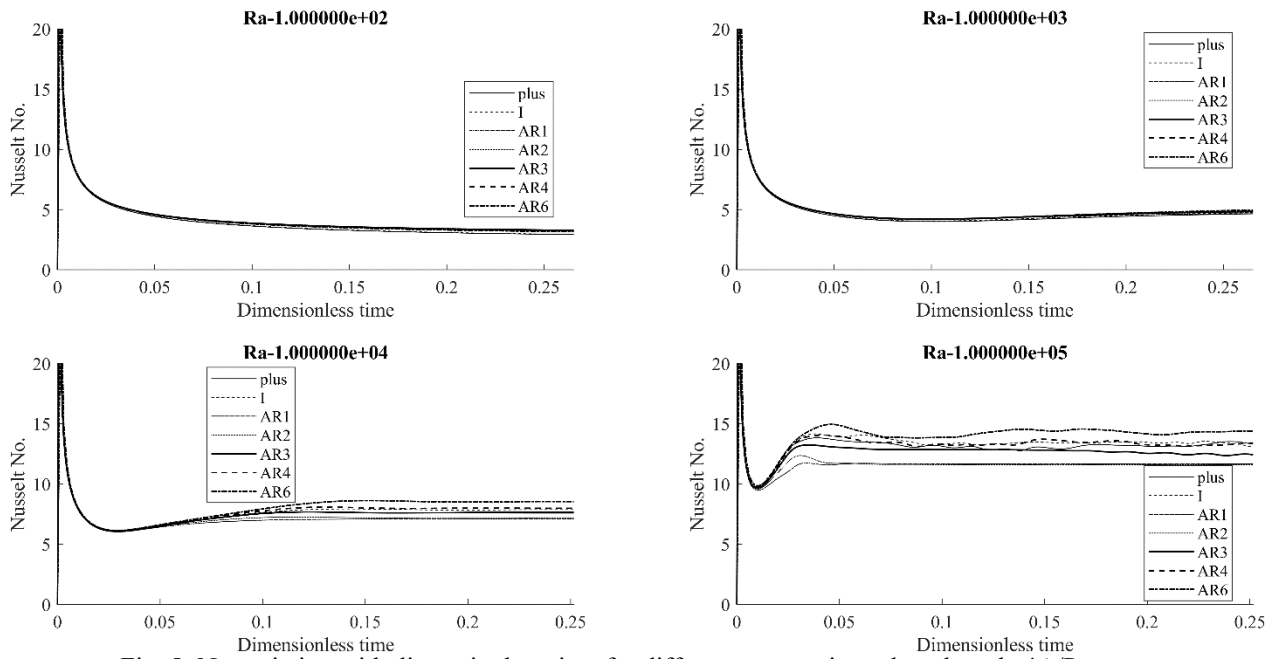 Ra-1.000000e+02
Nusselt No.
20
15
10
5
0
0 0.05 0.1 0.15 0.2 0.25
Dimensionless time
plus
I
AR1
AR2
AR3
AR4
AR6
Ra-1.000000e+03
Nusselt No.
20
15
10
5
0
0 0.05 0.1 0.15 0.2 0.25
Dimensionless time
plus
I
AR1
AR2
AR3
AR4
AR6
Ra-1.000000e+04
Nusselt No.
20
15
10
5
0
0 0.05 0.1 0.15 0.2 0.25
Dimensionless time
plus
I
AR1
AR2
AR3
AR4
AR6
Ra-1.000000e+05
Nusselt No.
20
15
10
5
0
0 0.05 0.1 0.15 0.2 0.25
Dimensionless time
plus
I
AR1
AR2
AR3
AR4
AR6